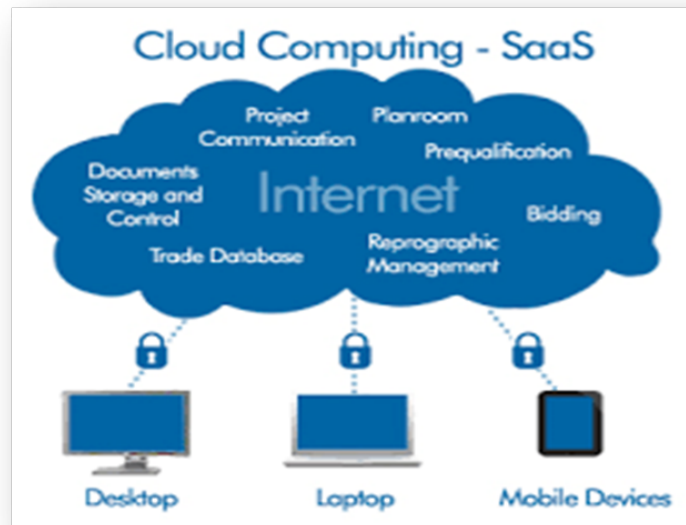 Cloud Computing - SaaS
Project
Communication
Planroom
Prequalification
Documents
Storage and
Control
Internet
Bidding
Trade Database
Reprographic
Management
Desktop
Laptop
Mobile Devices